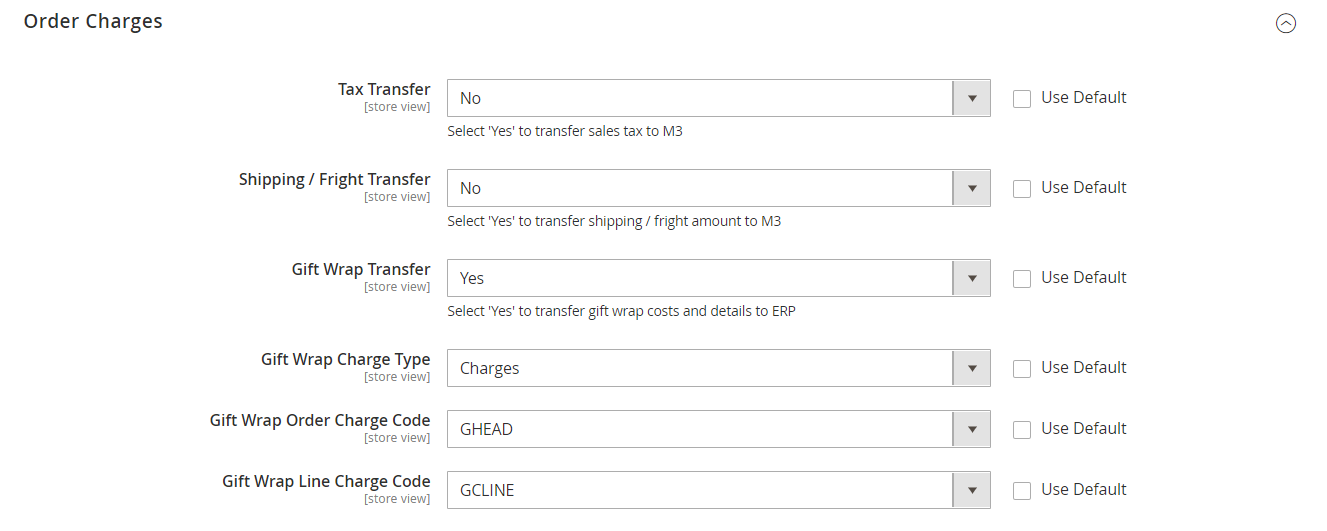 Order Charges
Tax Transfer
[store view]
No
Use Default
Select 'Yes' to transfer sales tax to M3
Shipping / Fright Transfer
[store view]
No
Use Default
Select 'Yes' to transfer shipping / fright amount to M3
Gift Wrap Transfer
[store view]
Yes
Use Default
Select 'Yes' to transfer gift wrap costs and details to ERP
Gift Wrap Charge Type
[store view]
Charges
Use Default
Gift Wrap Order Charge Code
[store view]
GHEAD
Use Default
Gift Wrap Line Charge Code
[store view]
GCLINE
Use Default